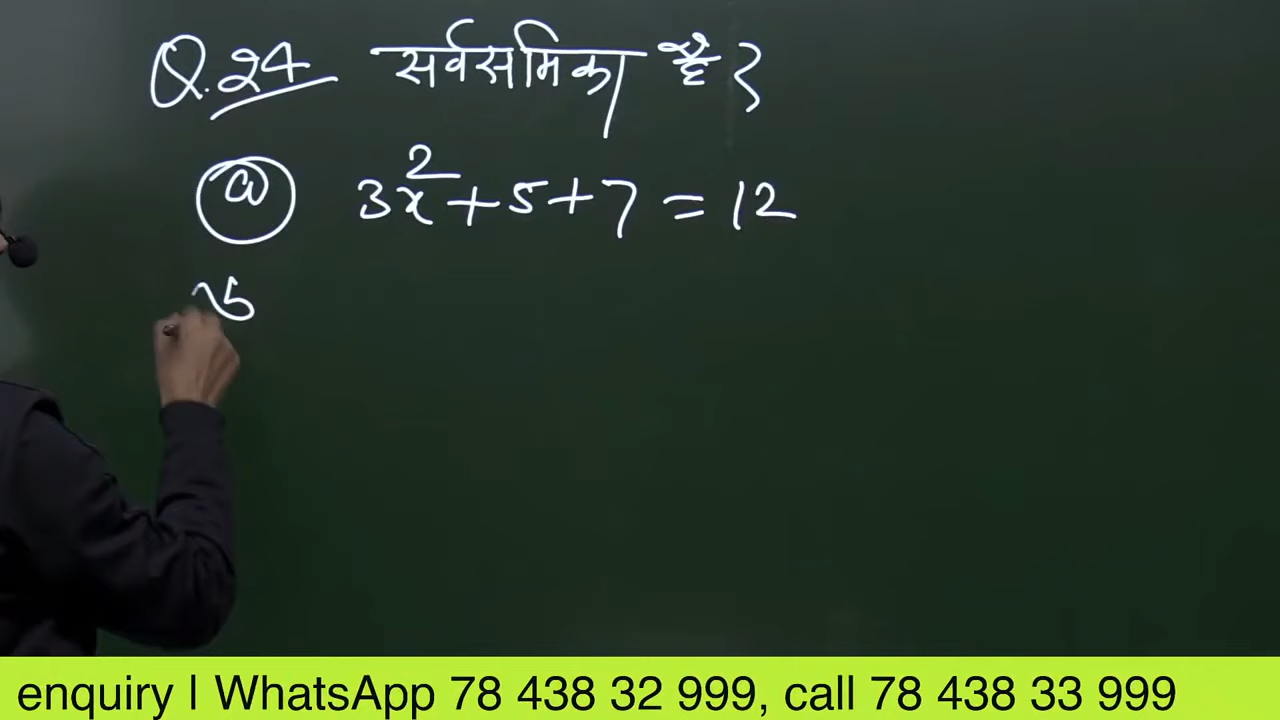 Q.24 सर्वसमिका है?
(a) 3x² + 5 + 7 = 12
enquiry | WhatsApp 78 438 32 999, call 78 438 33 999